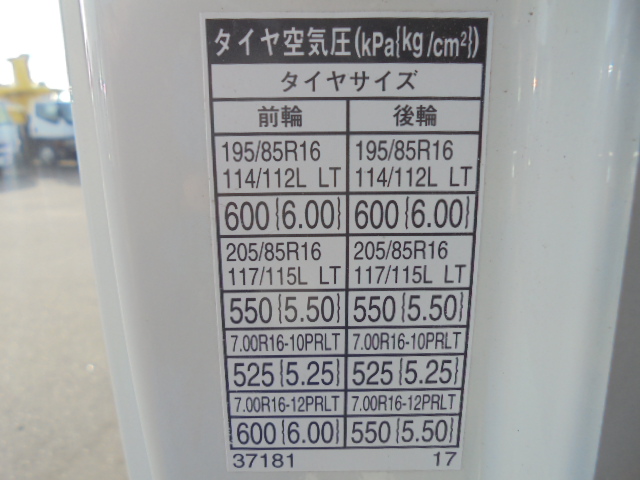 タイヤ空気圧(kPa{kg/cm²})
タイヤサイズ
前輪 後輪
195/85R16 195/85R16
114/112L LT 114/112L LT
600{6.00} 600{6.00}
205/85R16 205/85R16
117/115L LT 117/115L LT
550{5.50} 550{5.50}
7.00R16-10PRLT 7.00R16-10PRLT
525{5.25} 525{5.25}
7.00R16-12PRLT 7.00R16-12PRLT
600{6.00} 550{5.50}
37181 17